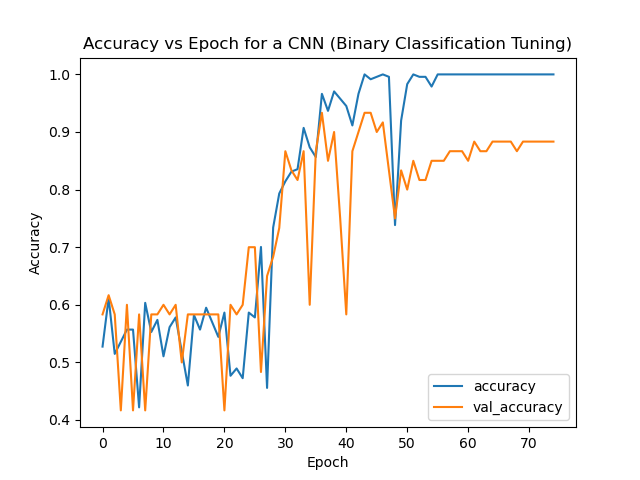 Accuracy vs Epoch for a CNN (Binary Classification Tuning)
1.0
0.9
0.8
0.7
0.6
0.5
0.4
Accuracy
accuracy
val_accuracy
0 10 20 30 40 50 60 70
Epoch